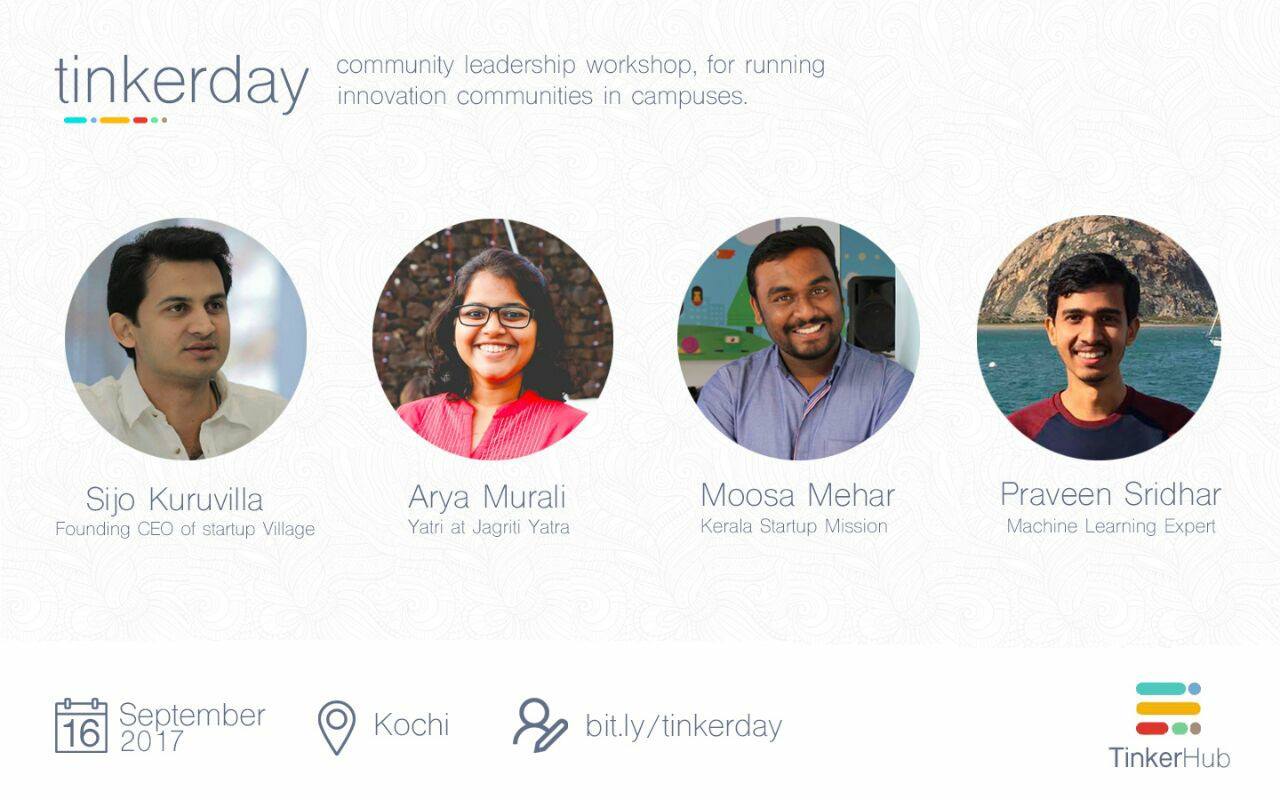 tinkerday
community leadership workshop, for running
innovation communities in campuses.
Sijo Kuruvilla
Founding CEO of startup Village
Arya Murali
Yatri at Jagriti Yatra
Moosa Mehar
Kerala Startup Mission
Praveen Sridhar
Machine Learning Expert
16
September
2017
Kochi
bit.ly/tinkerday
TinkerHub